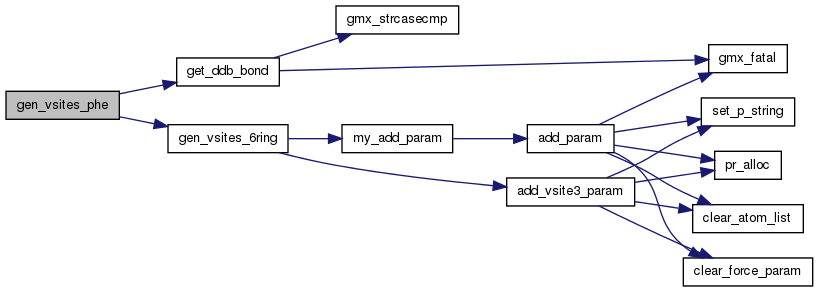 gmx_strcasecmp
get_ddb_bond
gmx_fatal
gen_vsites_phe
set_p_string
gen_vsites_6ring
my_add_param
add_param
pr_alloc
add_vsite3_param
clear_atom_list
clear_force_param